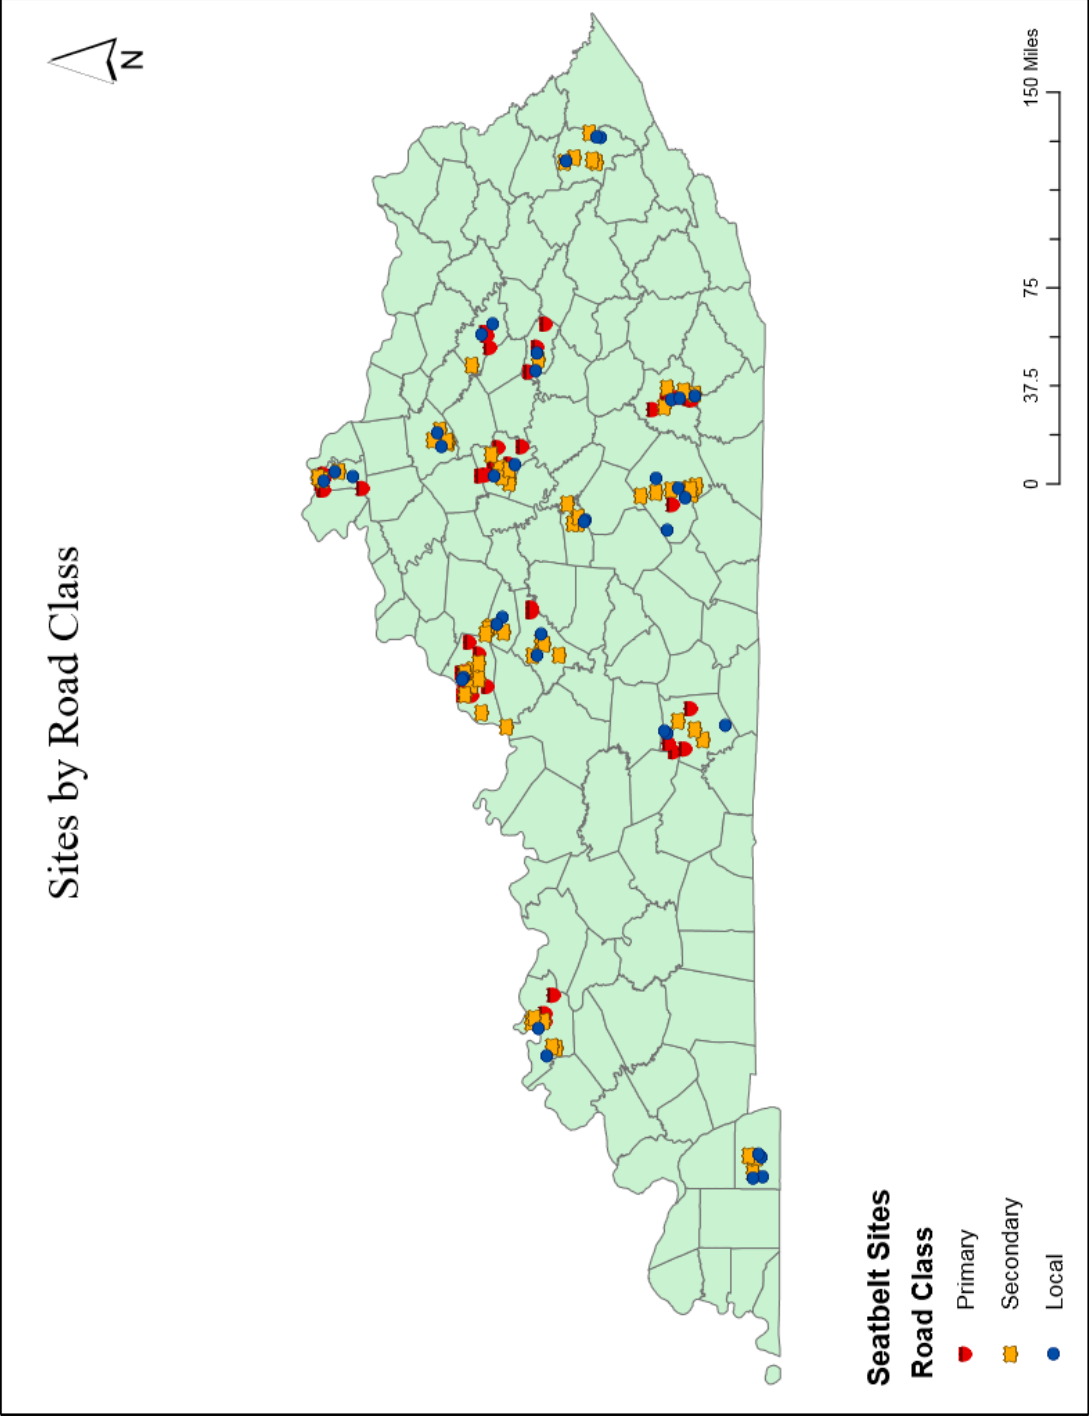 Sites by Road Class
N
Seatbelt Sites
Road Class
Primary
Secondary
Local
0 37.5 75 150 Miles